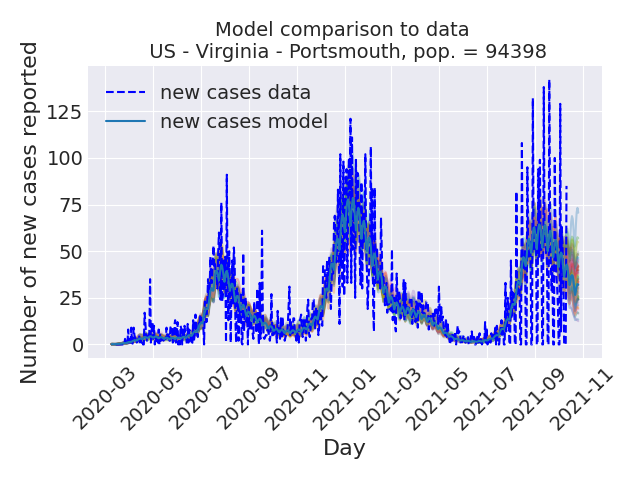 Model comparison to data
US - Virginia - Portsmouth, pop. = 94398
Number of new cases reported
new cases data
new cases model
125
100
75
50
25
0
2020-03
2020-05
2020-07
2020-09
2020-11
2021-01
2021-03
2021-05
2021-07
2021-09
2021-11
Day